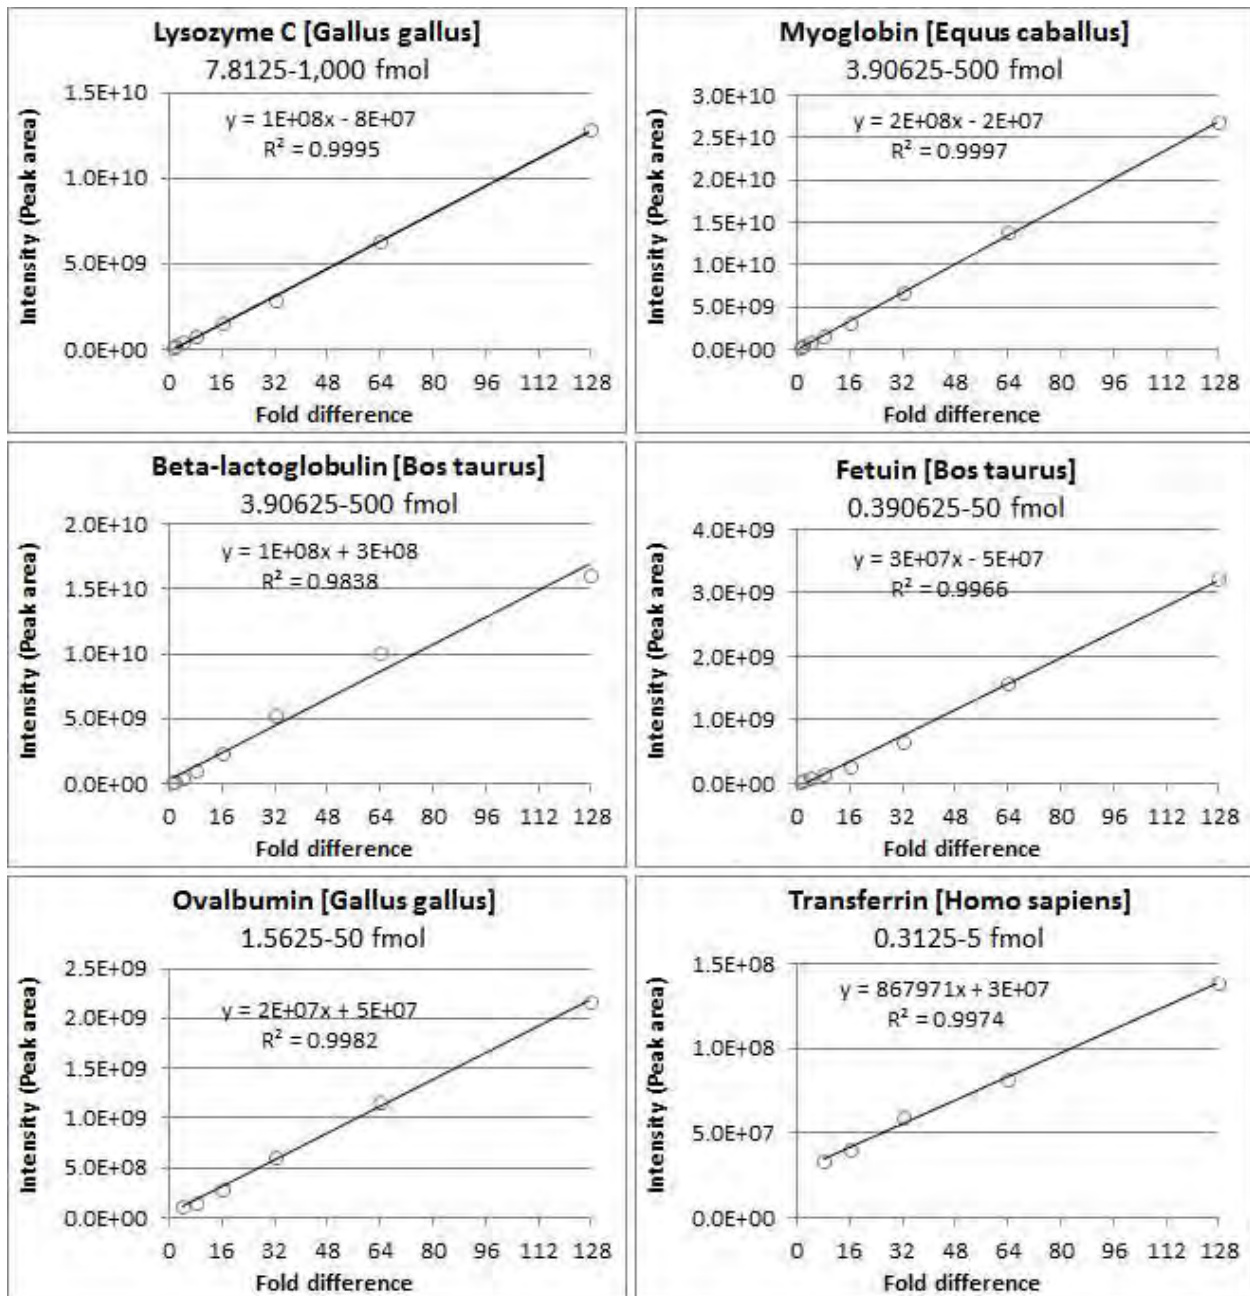 Lysozyme C [Gallus gallus]
7.8125-1,000 fmol
Intensity (Peak area)
1.5E+10
1.0E+10
5.0E+09
0.0E+00
y = 1E+08x - 8E+07
R² = 0.9995
0 16 32 48 64 80 96 112 128
Fold difference
Myoglobin [Equus caballus]
3.90625-500 fmol
Intensity (Peak area)
3.0E+10
2.5E+10
2.0E+10
1.5E+10
1.0E+10
5.0E+09
0.0E+00
y = 2E+08x - 2E+07
R² = 0.9997
0 16 32 48 64 80 96 112 128
Fold difference
Beta-lactoglobulin [Bos taurus]
3.90625-500 fmol
Intensity (Peak area)
2.0E+10
1.5E+10
1.0E+10
5.0E+09
0.0E+00
y = 1E+08x + 3E+08
R² = 0.9838
0 16 32 48 64 80 96 112 128
Fold difference
Fetuin [Bos taurus]
0.390625-50 fmol
Intensity (Peak area)
4.0E+09
3.0E+09
2.0E+09
1.0E+09
0.0E+00
y = 3E+07x - 5E+07
R² = 0.9966
0 16 32 48 64 80 96 112 128
Fold difference
Ovalbumin [Gallus gallus]
1.5625-50 fmol
Intensity (Peak area)
2.5E+09
2.0E+09
1.5E+09
1.0E+09
5.0E+08
0.0E+00
y = 2E+07x + 5E+07
R² = 0.9982
0 16 32 48 64 80 96 112 128
Fold difference
Transferrin [Homo sapiens]
0.3125-5 fmol
Intensity (Peak area)
1.5E+08
1.0E+08
5.0E+07
0.0E+00
y = 867971x + 3E+07
R² = 0.9974
0 16 32 48 64 80 96 112 128
Fold difference